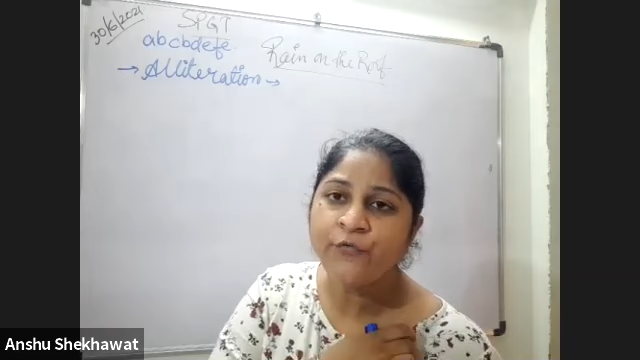 30/6/2021
SPGT
abcbdefe
Rain on the Roof
→ Alliteration →
Anshu Shekhawat